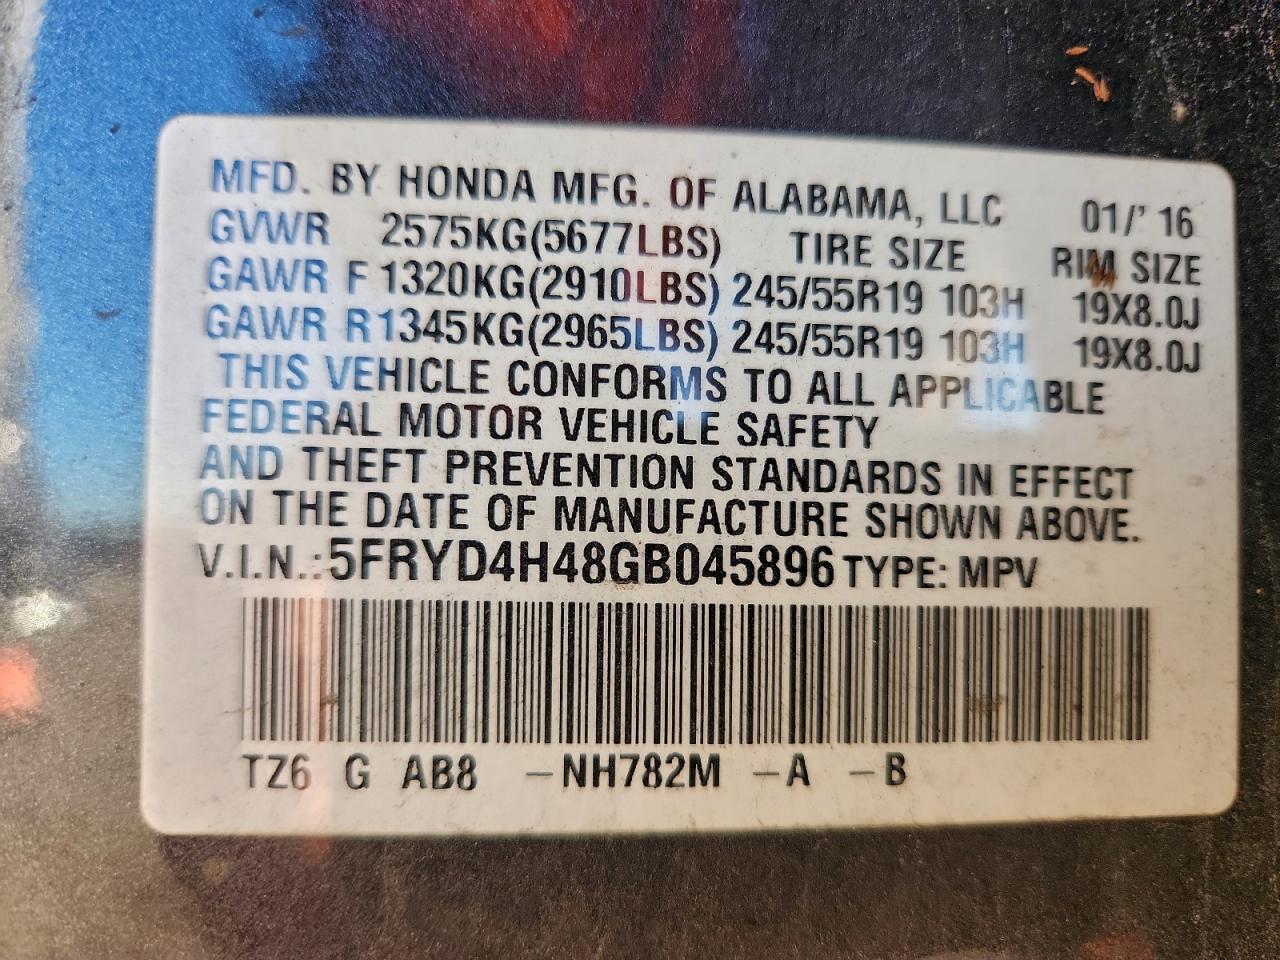 MFD. BY HONDA MFG. OF ALABAMA, LLC 01/' 16
GVWR 2575KG(5677LBS) TIRE SIZE RIM SIZE
GAWR F 1320KG(2910LBS) 245/55R19 103H 19X8.0J
GAWR R1345KG(2965LBS) 245/55R19 103H 19X8.0J
THIS VEHICLE CONFORMS TO ALL APPLICABLE
FEDERAL MOTOR VEHICLE SAFETY
AND THEFT PREVENTION STANDARDS IN EFFECT
ON THE DATE OF MANUFACTURE SHOWN ABOVE.
V.I.N.:5FRYD4H48GB045896 TYPE: MPV
TZ6 G AB8 -NH782M -A -B